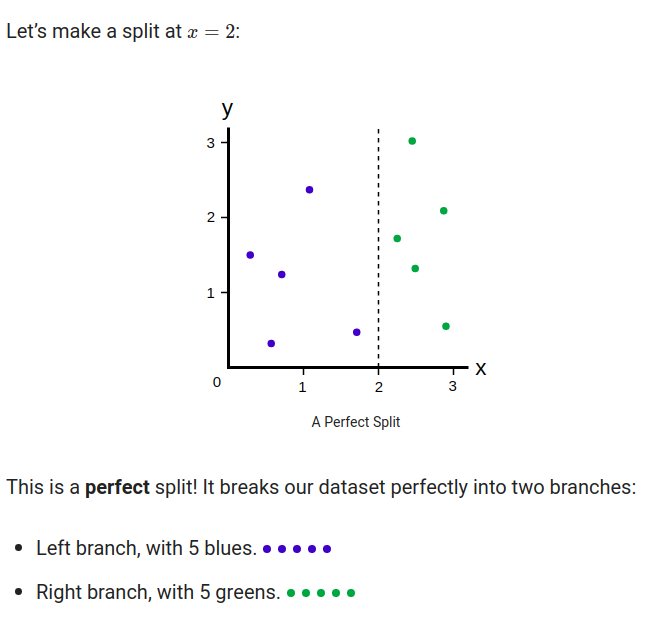 Let’s make a split at x = 2:
y
3
2
1
0
1
2
3
x
A Perfect Split
This is a perfect split! It breaks our dataset perfectly into two branches:
• Left branch, with 5 blues.
• Right branch, with 5 greens.